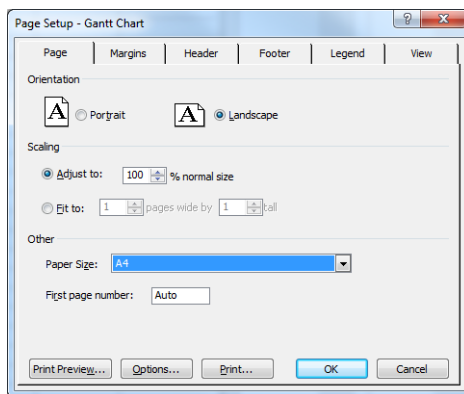 Page Setup - Gantt Chart
Page Margins Header Footer Legend View
Orientation
A Portrait A Landscape
Scaling
Adjust to: 100 % normal size
Fit to: 1 pages wide by 1 tall
Other
Paper Size: A4
First page number: Auto
Print Preview... Options... Print... OK Cancel